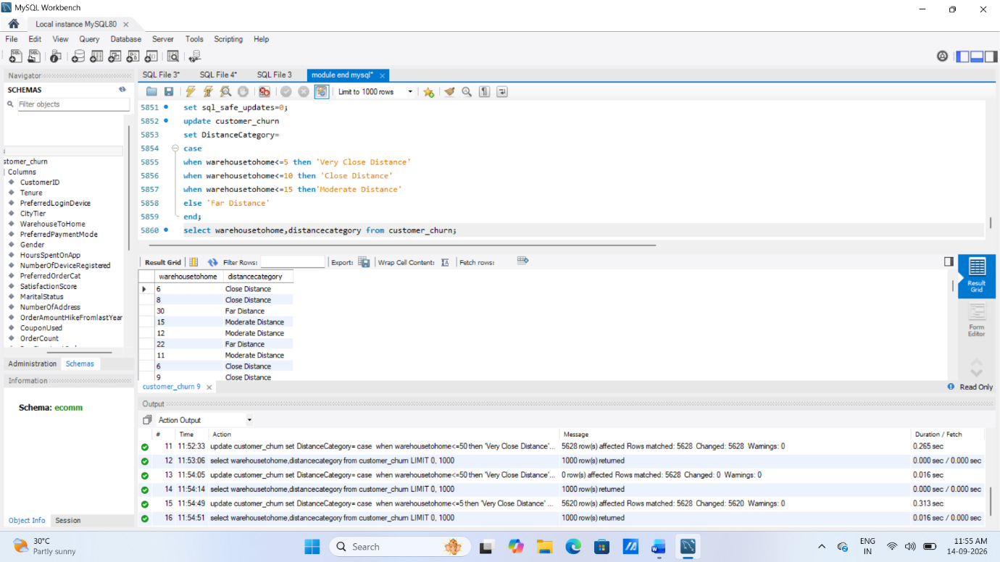 MySQL Workbench
Local instance MySQL80
File Edit View Query Database Server Tools Scripting Help
Navigator
SCHEMAS
Filter objects
stomer_churn
Columns
CustomerID
Tenure
PreferredLoginDevice
CityTier
WarehouseToHome
PreferredPaymentMode
Gender
HoursSpentOnApp
NumberOfDeviceRegistered
PreferredOrderCat
SatisfactionScore
MaritalStatus
NumberOfAddress
OrderAmountHikeFromlastYear
CouponUsed
OrderCount
Administration Schemas
Information
Schema: ecomm
Object Info Session
SQL File 3* SQL File 4* SQL File 3 module end mysql*
Limit to 1000 rows
5851 set sql_safe_updates=0;
5852 update customer_churn
5853 set DistanceCategory=
5854 case
5855 when warehousetohome<=5 then 'Very Close Distance'
5856 when warehousetohome<=10 then 'Close Distance'
5857 when warehousetohome<=15 then'Moderate Distance'
5858 else 'Far Distance'
5859 end;
5860 select warehousetohome,distancecategory from customer_churn;
Result Grid Filter Rows: Export: Wrap Cell Content: Fetch rows:
warehousetohome distancecategory
6 Close Distance
8 Close Distance
30 Far Distance
15 Moderate Distance
12 Moderate Distance
22 Far Distance
11 Moderate Distance
6 Close Distance
9 Close Distance
Result Grid
Form Editor
customer_churn 9
Read Only
Output
Action Output
# Time Action Message Duration / Fetch
11 11:52:33 update customer_churn set DistanceCategory= case when warehousetohome<=50 then 'Very Close Distance'... 5628 row(s) affected Rows matched: 5628 Changed: 5628 Warnings: 0 0.265 sec
12 11:53:06 select warehousetohome,distancecategory from customer_churn LIMIT 0, 1000 1000 row(s) returned 0.000 sec / 0.000 sec
13 11:54:05 update customer_churn set DistanceCategory= case when warehousetohome<=50 then 'Very Close Distance'... 0 row(s) affected Rows matched: 5628 Changed: 0 Warnings: 0 0.016 sec
14 11:54:14 select warehousetohome,distancecategory from customer_churn LIMIT 0, 1000 1000 row(s) returned 0.000 sec / 0.000 sec
15 11:54:49 update customer_churn set DistanceCategory= case when warehousetohome<=5 then 'Very Close Distance' ... 5620 row(s) affected Rows matched: 5628 Changed: 5620 Warnings: 0 0.313 sec
16 11:54:51 select warehousetohome,distancecategory from customer_churn LIMIT 0, 1000 1000 row(s) returned 0.016 sec / 0.000 sec
30°C
Partly sunny
Search
ENG
IN
11:55 AM
14-09-2026